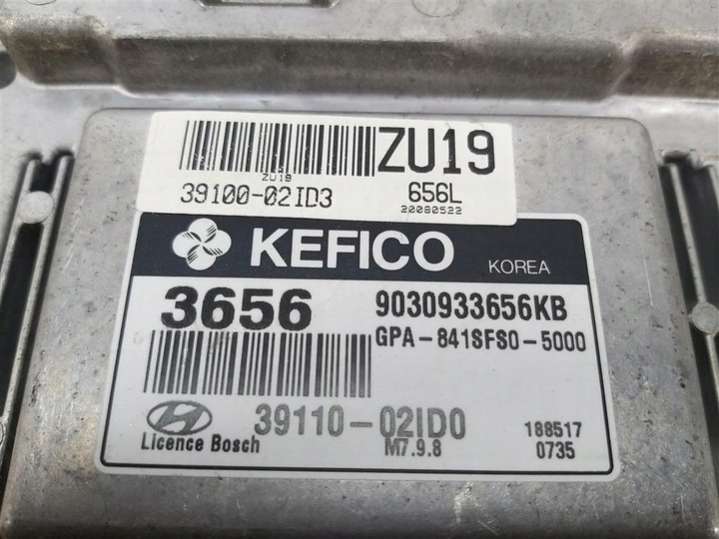 ZU19
ZU19
39100-02ID3
656L
20080522
KEFICO
KOREA
3656
9030933656KB
GPA-841SFS0-5000
39110-02ID0
188517
Licence Bosch
M7.9.8
0735